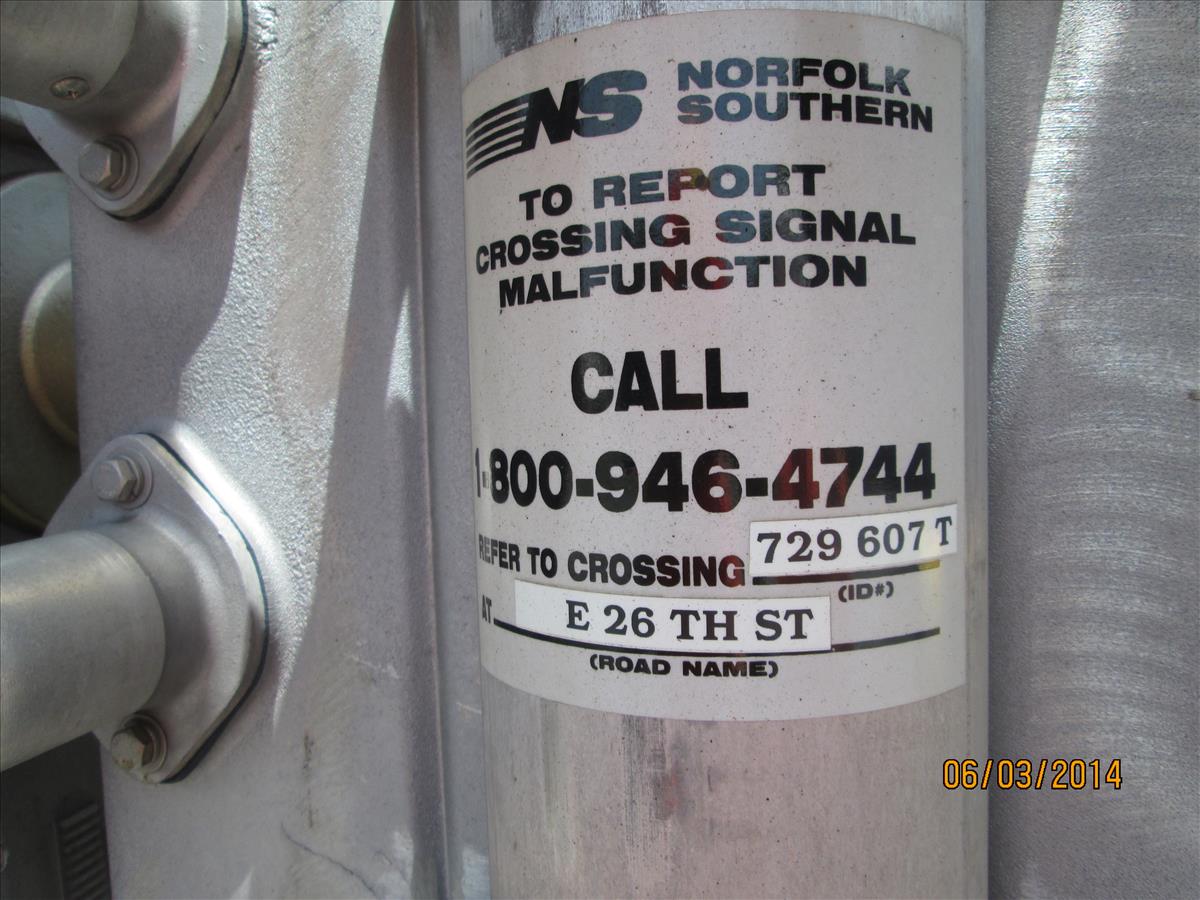 NS NORFOLK
SOUTHERN
TO REPORT
CROSSING SIGNAL
MALFUNCTION
CALL
1-800-946-4744
REFER TO CROSSING 729 607 T
(ID#)
AT E 26 TH ST
(ROAD NAME)
06/03/2014